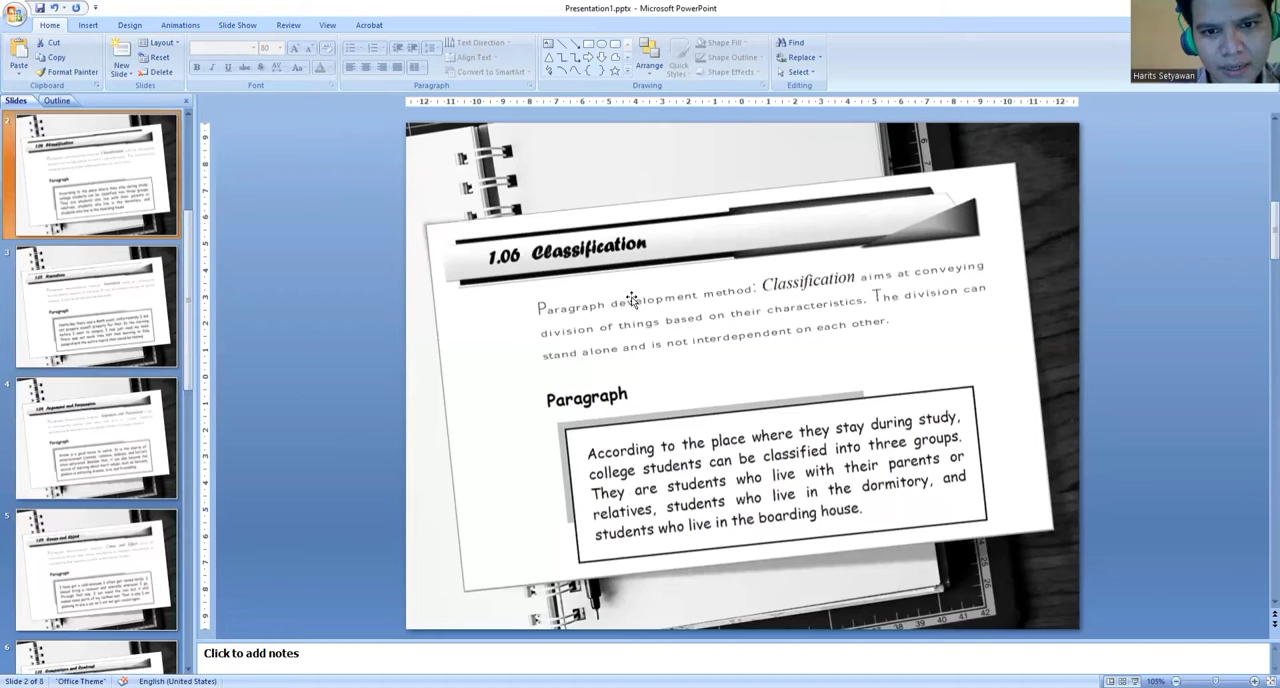 Presentation1.pptx - Microsoft PowerPoint
Home Insert Design Animations Slide Show Review View Acrobat
Paste Cut Copy Format Painter
Clipboard
New Slide Layout Reset Delete
Slides
80
Font
Text Direction Align Text Convert to SmartArt
Paragraph
Arrange Quick Styles Shape Fill Shape Outline Shape Effects
Drawing
Find Replace Select
Editing
Harits Setyawan
Slides Outline
2
3
4
5
6
1.06 Classification
Paragraph development method: Classification aims at conveying
division of things based on their characteristics. The division can
stand alone and is not interdependent on each other.
Paragraph
According to the place where they stay during study,
college students can be classified into three groups.
They are students who live with their parents or
relatives, students who live in the dormitory, and
students who live in the boarding house.
Click to add notes
Slide 2 of 8 "Office Theme" English (United States) 105%